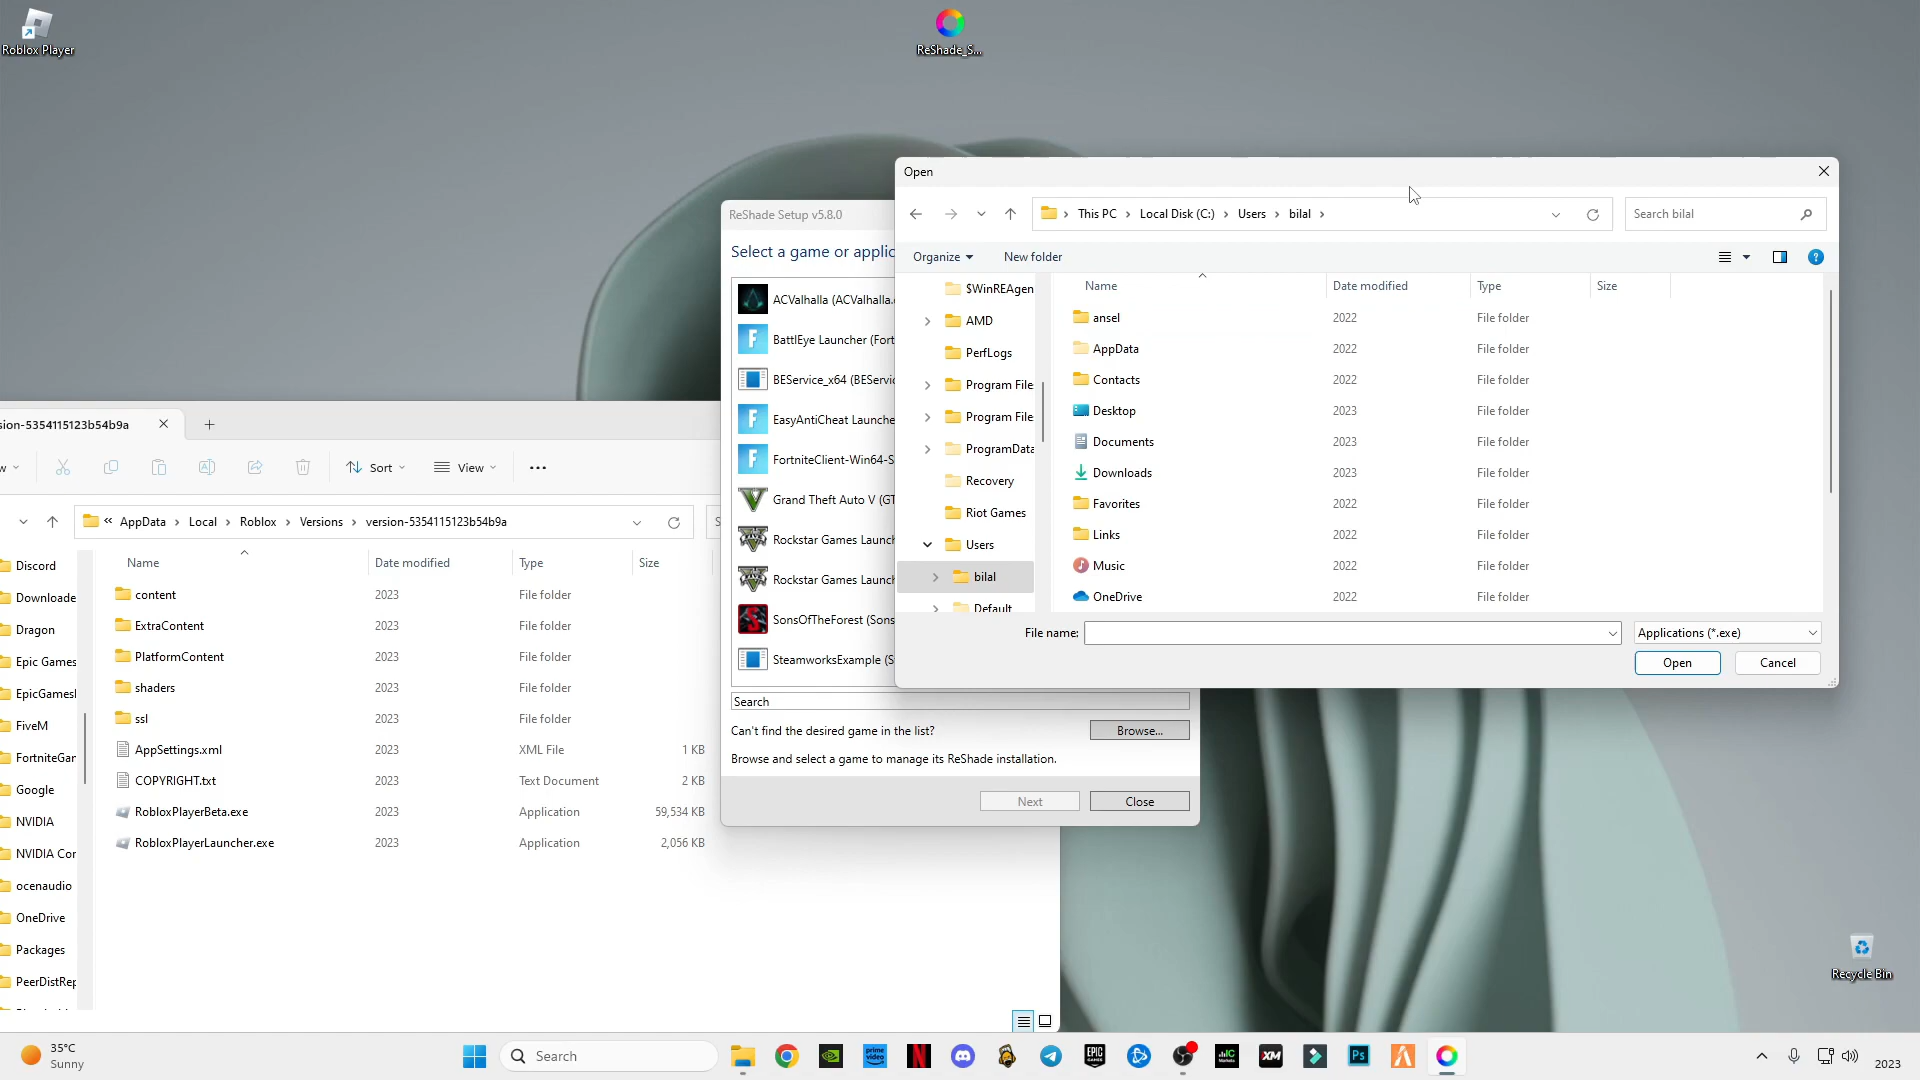 Roblox Player
ReShade_S...
Open
This PC
Local Disk (C:)
Users
bilal
Search bilal
Organize
New folder
$WinREAgen
AMD
PerfLogs
Program File
Program File
ProgramData
Recovery
Riot Games
Users
bilal
Default
Name Date modified Type Size
ansel 2022 File folder
AppData 2022 File folder
Contacts 2022 File folder
Desktop 2023 File folder
Documents 2023 File folder
Downloads 2023 File folder
Favorites 2022 File folder
Links 2022 File folder
Music 2022 File folder
OneDrive 2022 File folder
File name:
Applications (*.exe)
Open Cancel
ReShade Setup v5.8.0
Select a game or applic
ACValhalla (ACValhalla.
BattlEye Launcher (Fort
BEService_x64 (BEServic
EasyAntiCheat Launche
FortniteClient-Win64-S
Grand Theft Auto V (GT
Rockstar Games Launc
Rockstar Games Launc
SonsOfTheForest (Sons
SteamworksExample (S
Search
Can't find the desired game in the list?
Browse...
Browse and select a game to manage its ReShade installation.
Next Close
sion-5354115123b54b9a
Sort
View
« AppData
Local
Roblox
Versions
version-5354115123b54b9a
Discord
Downloade
Dragon
Epic Games
EpicGames
FiveM
FortniteGar
Google
NVIDIA
NVIDIA Cor
ocenaudio
OneDrive
Packages
PeerDistRep
Name Date modified Type Size
content 2023 File folder
ExtraContent 2023 File folder
PlatformContent 2023 File folder
shaders 2023 File folder
ssl 2023 File folder
AppSettings.xml 2023 XML File 1 KB
COPYRIGHT.txt 2023 Text Document 2 KB
RobloxPlayerBeta.exe 2023 Application 59,534 KB
RobloxPlayerLauncher.exe 2023 Application 2,056 KB
Recycle Bin
35°C
Sunny
Search
prime video
EPIC GAMES
XM
Ps
2023